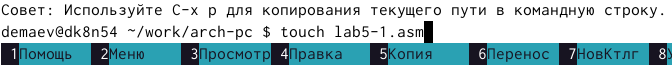 Совет: Используйте C-x p для копирования текущего пути в командную строку.
demaev@dk8n54 ~/work/arch-pc $ touch lab5-1.asm
1Помощь 2Меню 3Просмотр 4Правка 5Копия 6Перенос 7НовКтлг 8